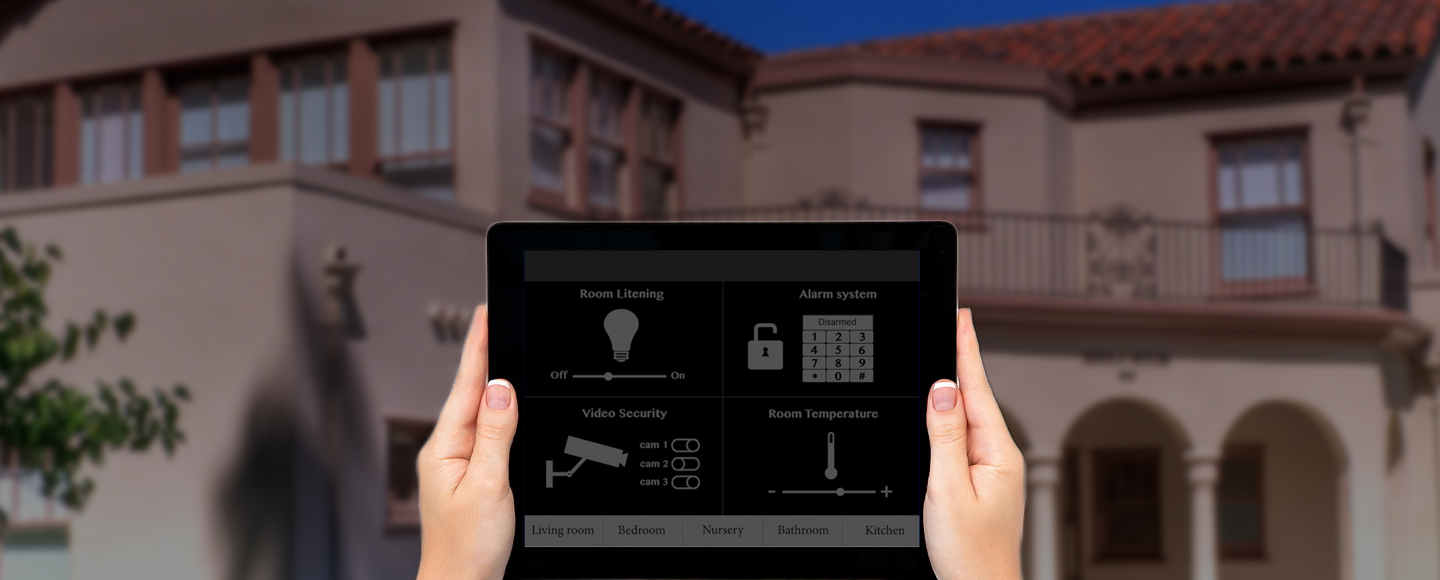 Room Litening
Off
On
Alarm system
Disarmed
1 2 3
4 5 6
7 8 9
* 0 #
Video Security
cam 1
cam 2
cam 3
Room Temperature
- +
Living room Bedroom Nursery Bathroom Kitchen